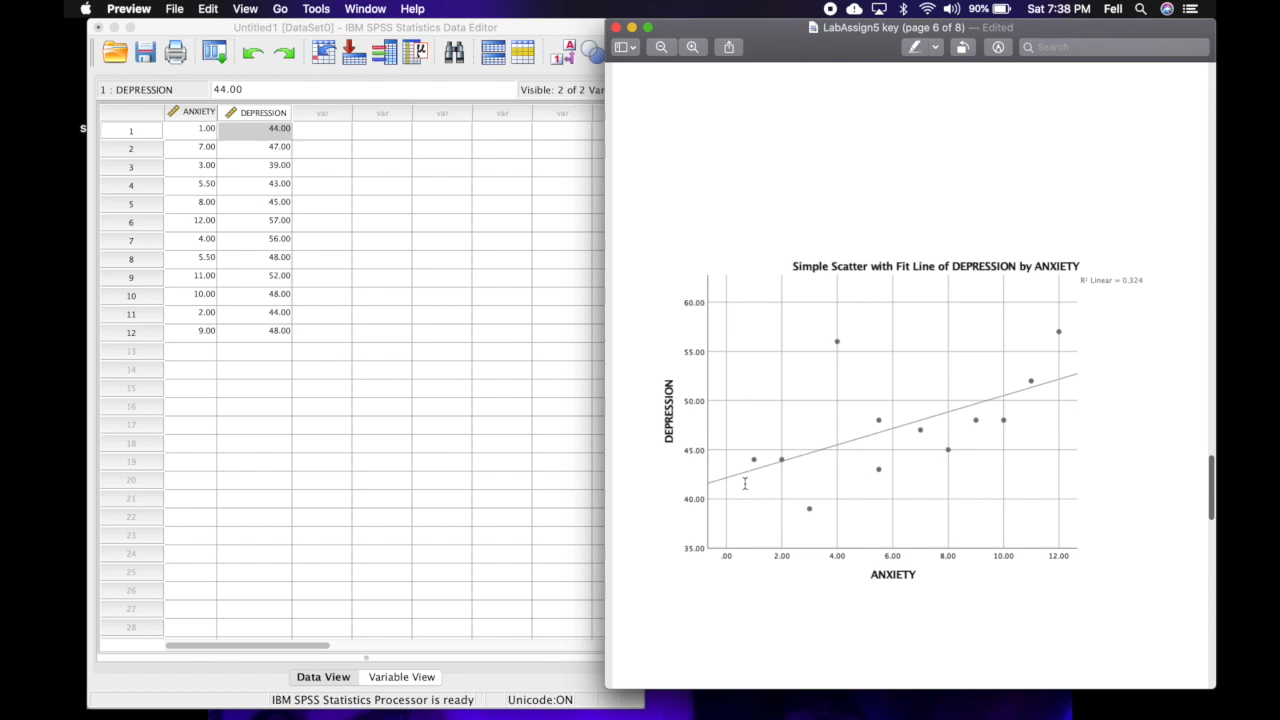 Preview File Edit View Go Tools Window Help 90% Sat 7:38 PM Fell
Untitled1 [DataSet0] - IBM SPSS Statistics Data Editor
1 : DEPRESSION 44.00 Visible: 2 of 2 Var
ANXIETY DEPRESSION var var var var var
1 1.00 44.00
2 7.00 47.00
3 3.00 39.00
4 5.50 43.00
5 8.00 45.00
6 12.00 57.00
7 4.00 56.00
8 5.50 48.00
9 11.00 52.00
10 10.00 48.00
11 2.00 44.00
12 9.00 48.00
13
14
15
16
17
18
19
20
21
22
23
24
25
26
27
28
Data View Variable View
IBM SPSS Statistics Processor is ready Unicode:ON
LabAssign5 key (page 6 of 8) — Edited
Search
Simple Scatter with Fit Line of DEPRESSION by ANXIETY
R² Linear = 0.324
60.00
55.00
50.00
45.00
40.00
35.00
DEPRESSION
.00 2.00 4.00 6.00 8.00 10.00 12.00
ANXIETY